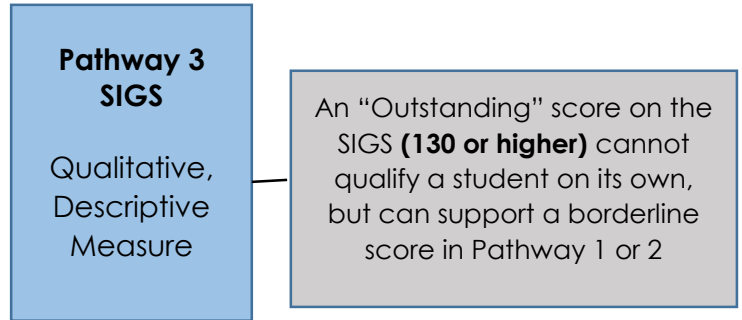 Pathway 3
SIGS
Qualitative,
Descriptive
Measure
An “Outstanding” score on the
SIGS (130 or higher) cannot
qualify a student on its own,
but can support a borderline
score in Pathway 1 or 2